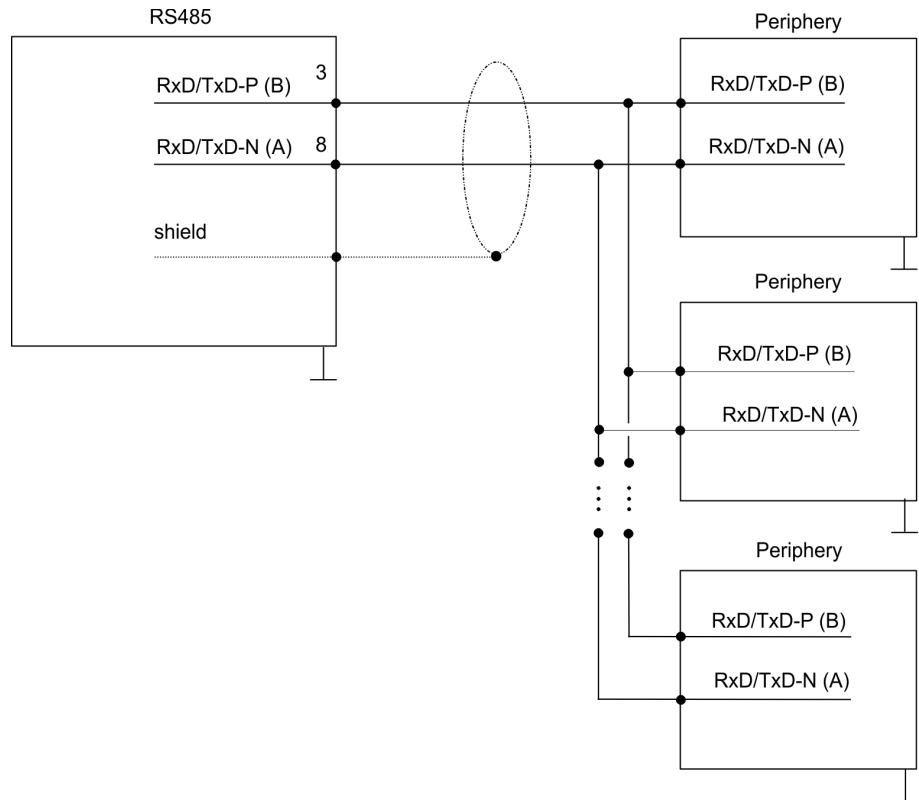 RS485
RxD/TxD-P (B)
3
RxD/TxD-N (A)
8
shield
Periphery
RxD/TxD-P (B)
RxD/TxD-N (A)
Periphery
RxD/TxD-P (B)
RxD/TxD-N (A)
Periphery
RxD/TxD-P (B)
RxD/TxD-N (A)